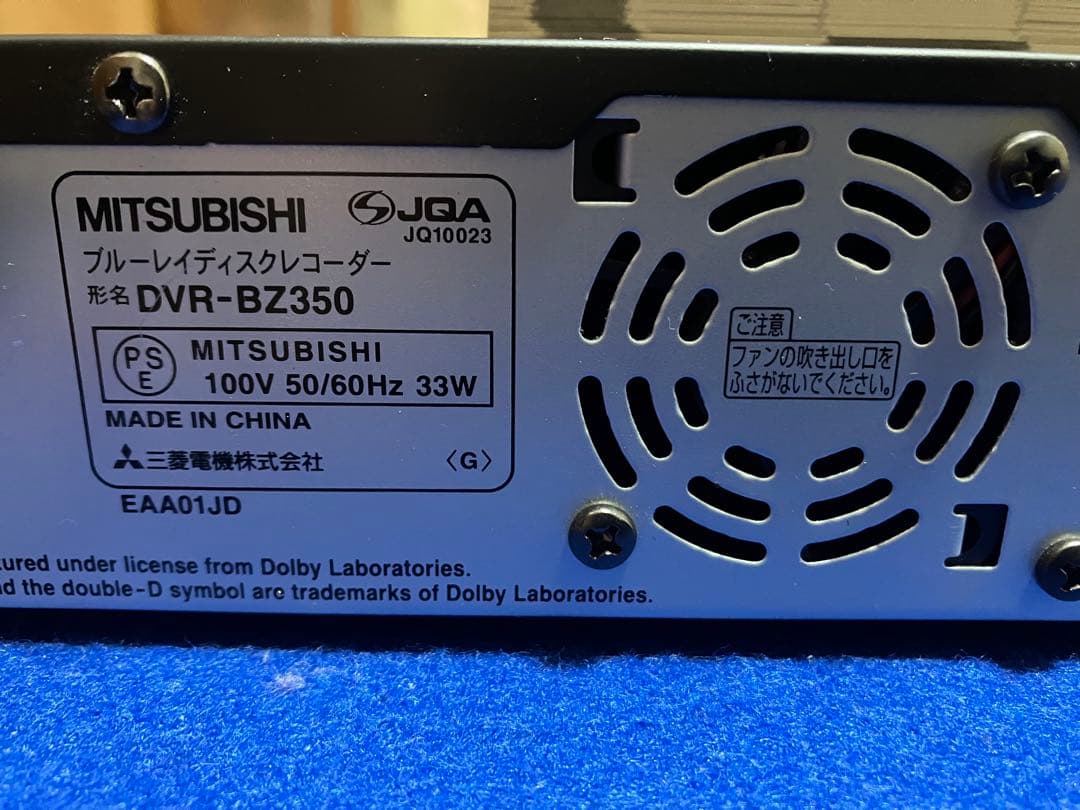 MITSUBISHI JQA
JQ10023
ブルーレイディスクレコーダー
形名 DVR-BZ350
PSE MITSUBISHI
100V 50/60Hz 33W
MADE IN CHINA
三菱電機株式会社 〈G〉
EAA01JD
under license from Dolby Laboratories.
the double-D symbol are trademarks of Dolby Laboratories.
ご注意
ファンの吹き出し口を
ふさがないでください。